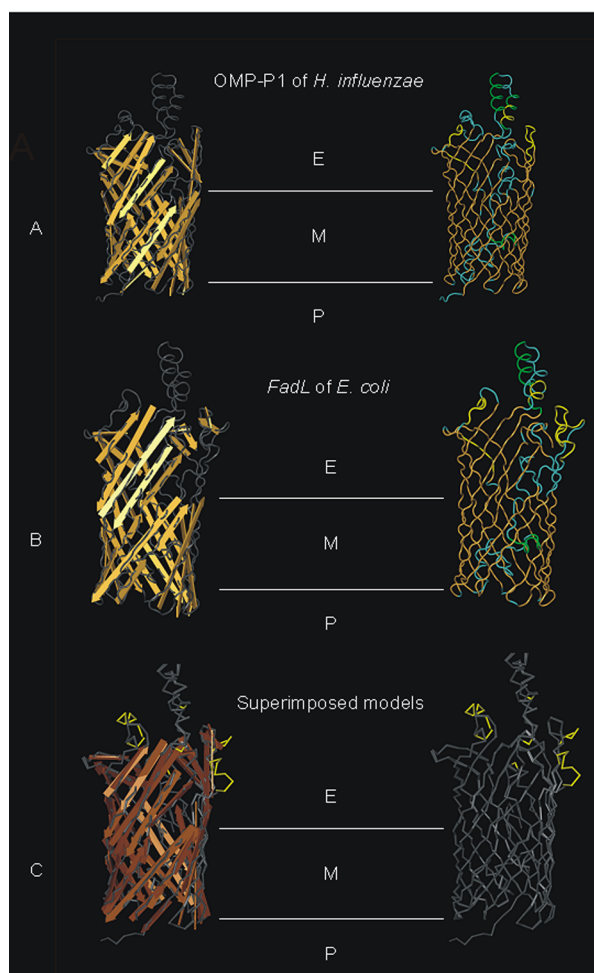 OMP-P1 of H. influenzae
A
E
A
M
P
FadL of E. coli
E
B
M
P
Superimposed models
E
C
M
P